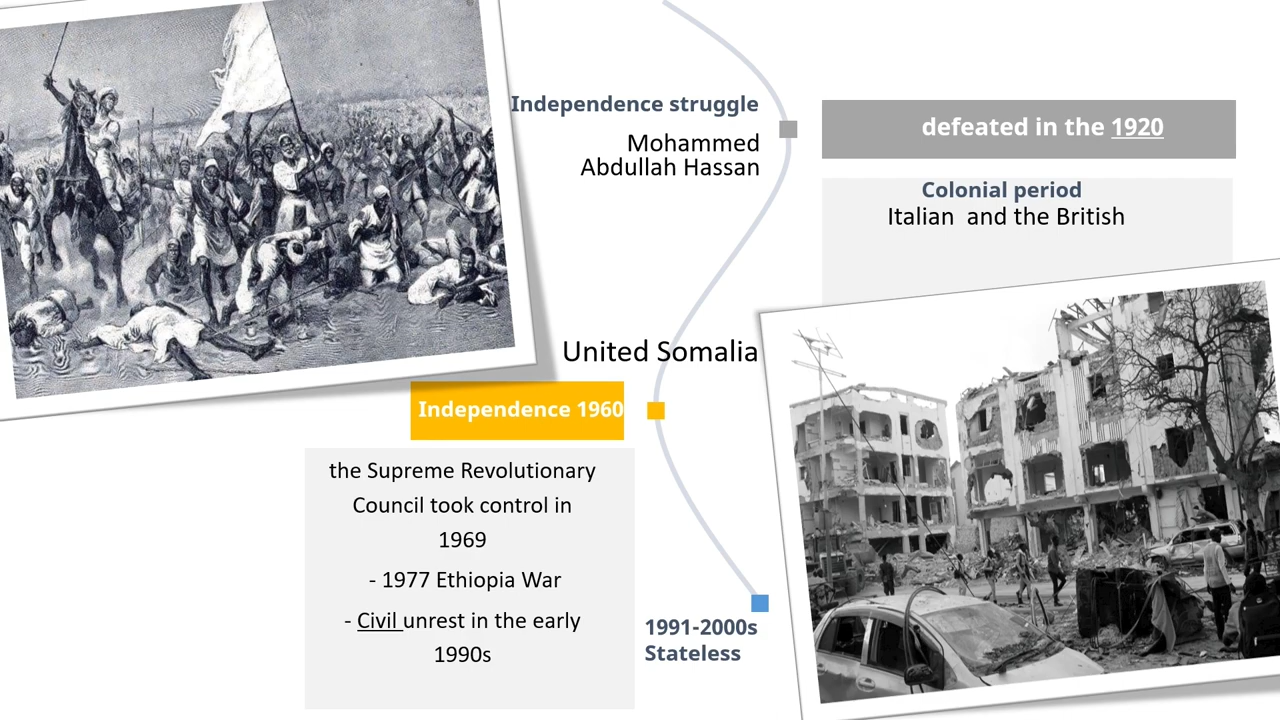 Independence struggle
Mohammed
Abdullah Hassan
defeated in the 1920
Colonial period
Italian  and the British
United Somalia
Independence 1960
the Supreme Revolutionary
Council took control in
1969
- 1977 Ethiopia War
- Civil unrest in the early
1990s
1991-2000s
Stateless